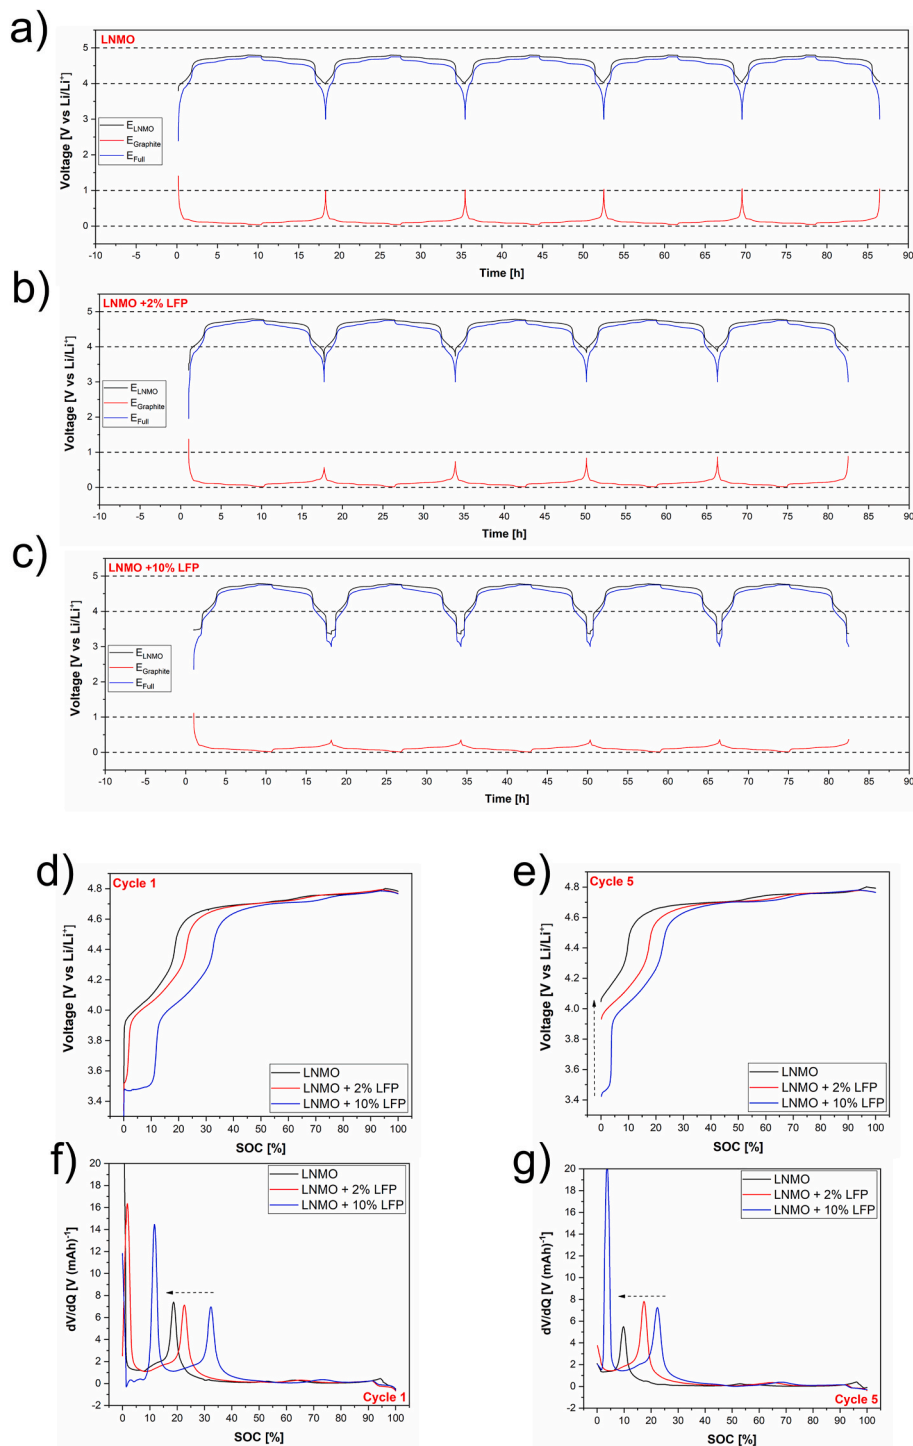 a)
LNMO
Voltage [V vs Li/Li+]
5
4
3
2
1
0
E_LNMO
E_Graphite
E_Full
-10 -5 0 5 10 15 20 25 30 35 40 45 50 55 60 65 70 75 80 85 90
Time [h]
b)
LNMO +2% LFP
Voltage [V vs Li/Li+]
5
4
3
2
1
0
E_LNMO
E_Graphite
E_Full
-10 -5 0 5 10 15 20 25 30 35 40 45 50 55 60 65 70 75 80 85 90
Time [h]
c)
LNMO +10% LFP
Voltage [V vs Li/Li+]
5
4
3
2
1
0
E_LNMO
E_Graphite
E_Full
-10 -5 0 5 10 15 20 25 30 35 40 45 50 55 60 65 70 75 80 85 90
Time [h]
d)
Cycle 1
Voltage [V vs Li/Li+]
4.8
4.6
4.4
4.2
4.0
3.8
3.6
3.4
LNMO
LNMO + 2% LFP
LNMO + 10% LFP
0 10 20 30 40 50 60 70 80 90 100
SOC [%]
e)
Cycle 5
Voltage [V vs Li/Li+]
4.8
4.6
4.4
4.2
4.0
3.8
3.6
3.4
LNMO
LNMO + 2% LFP
LNMO + 10% LFP
0 10 20 30 40 50 60 70 80 90 100
SOC [%]
f)
dV/dQ [V (mAh)-1]
20
18
16
14
12
10
8
6
4
2
0
-2
LNMO
LNMO + 2% LFP
LNMO + 10% LFP
Cycle 1
0 10 20 30 40 50 60 70 80 90 100
SOC [%]
g)
dV/dQ [V (mAh)-1]
20
18
16
14
12
10
8
6
4
2
0
-2
LNMO
LNMO + 2% LFP
LNMO + 10% LFP
Cycle 5
0 10 20 30 40 50 60 70 80 90 100
SOC [%]